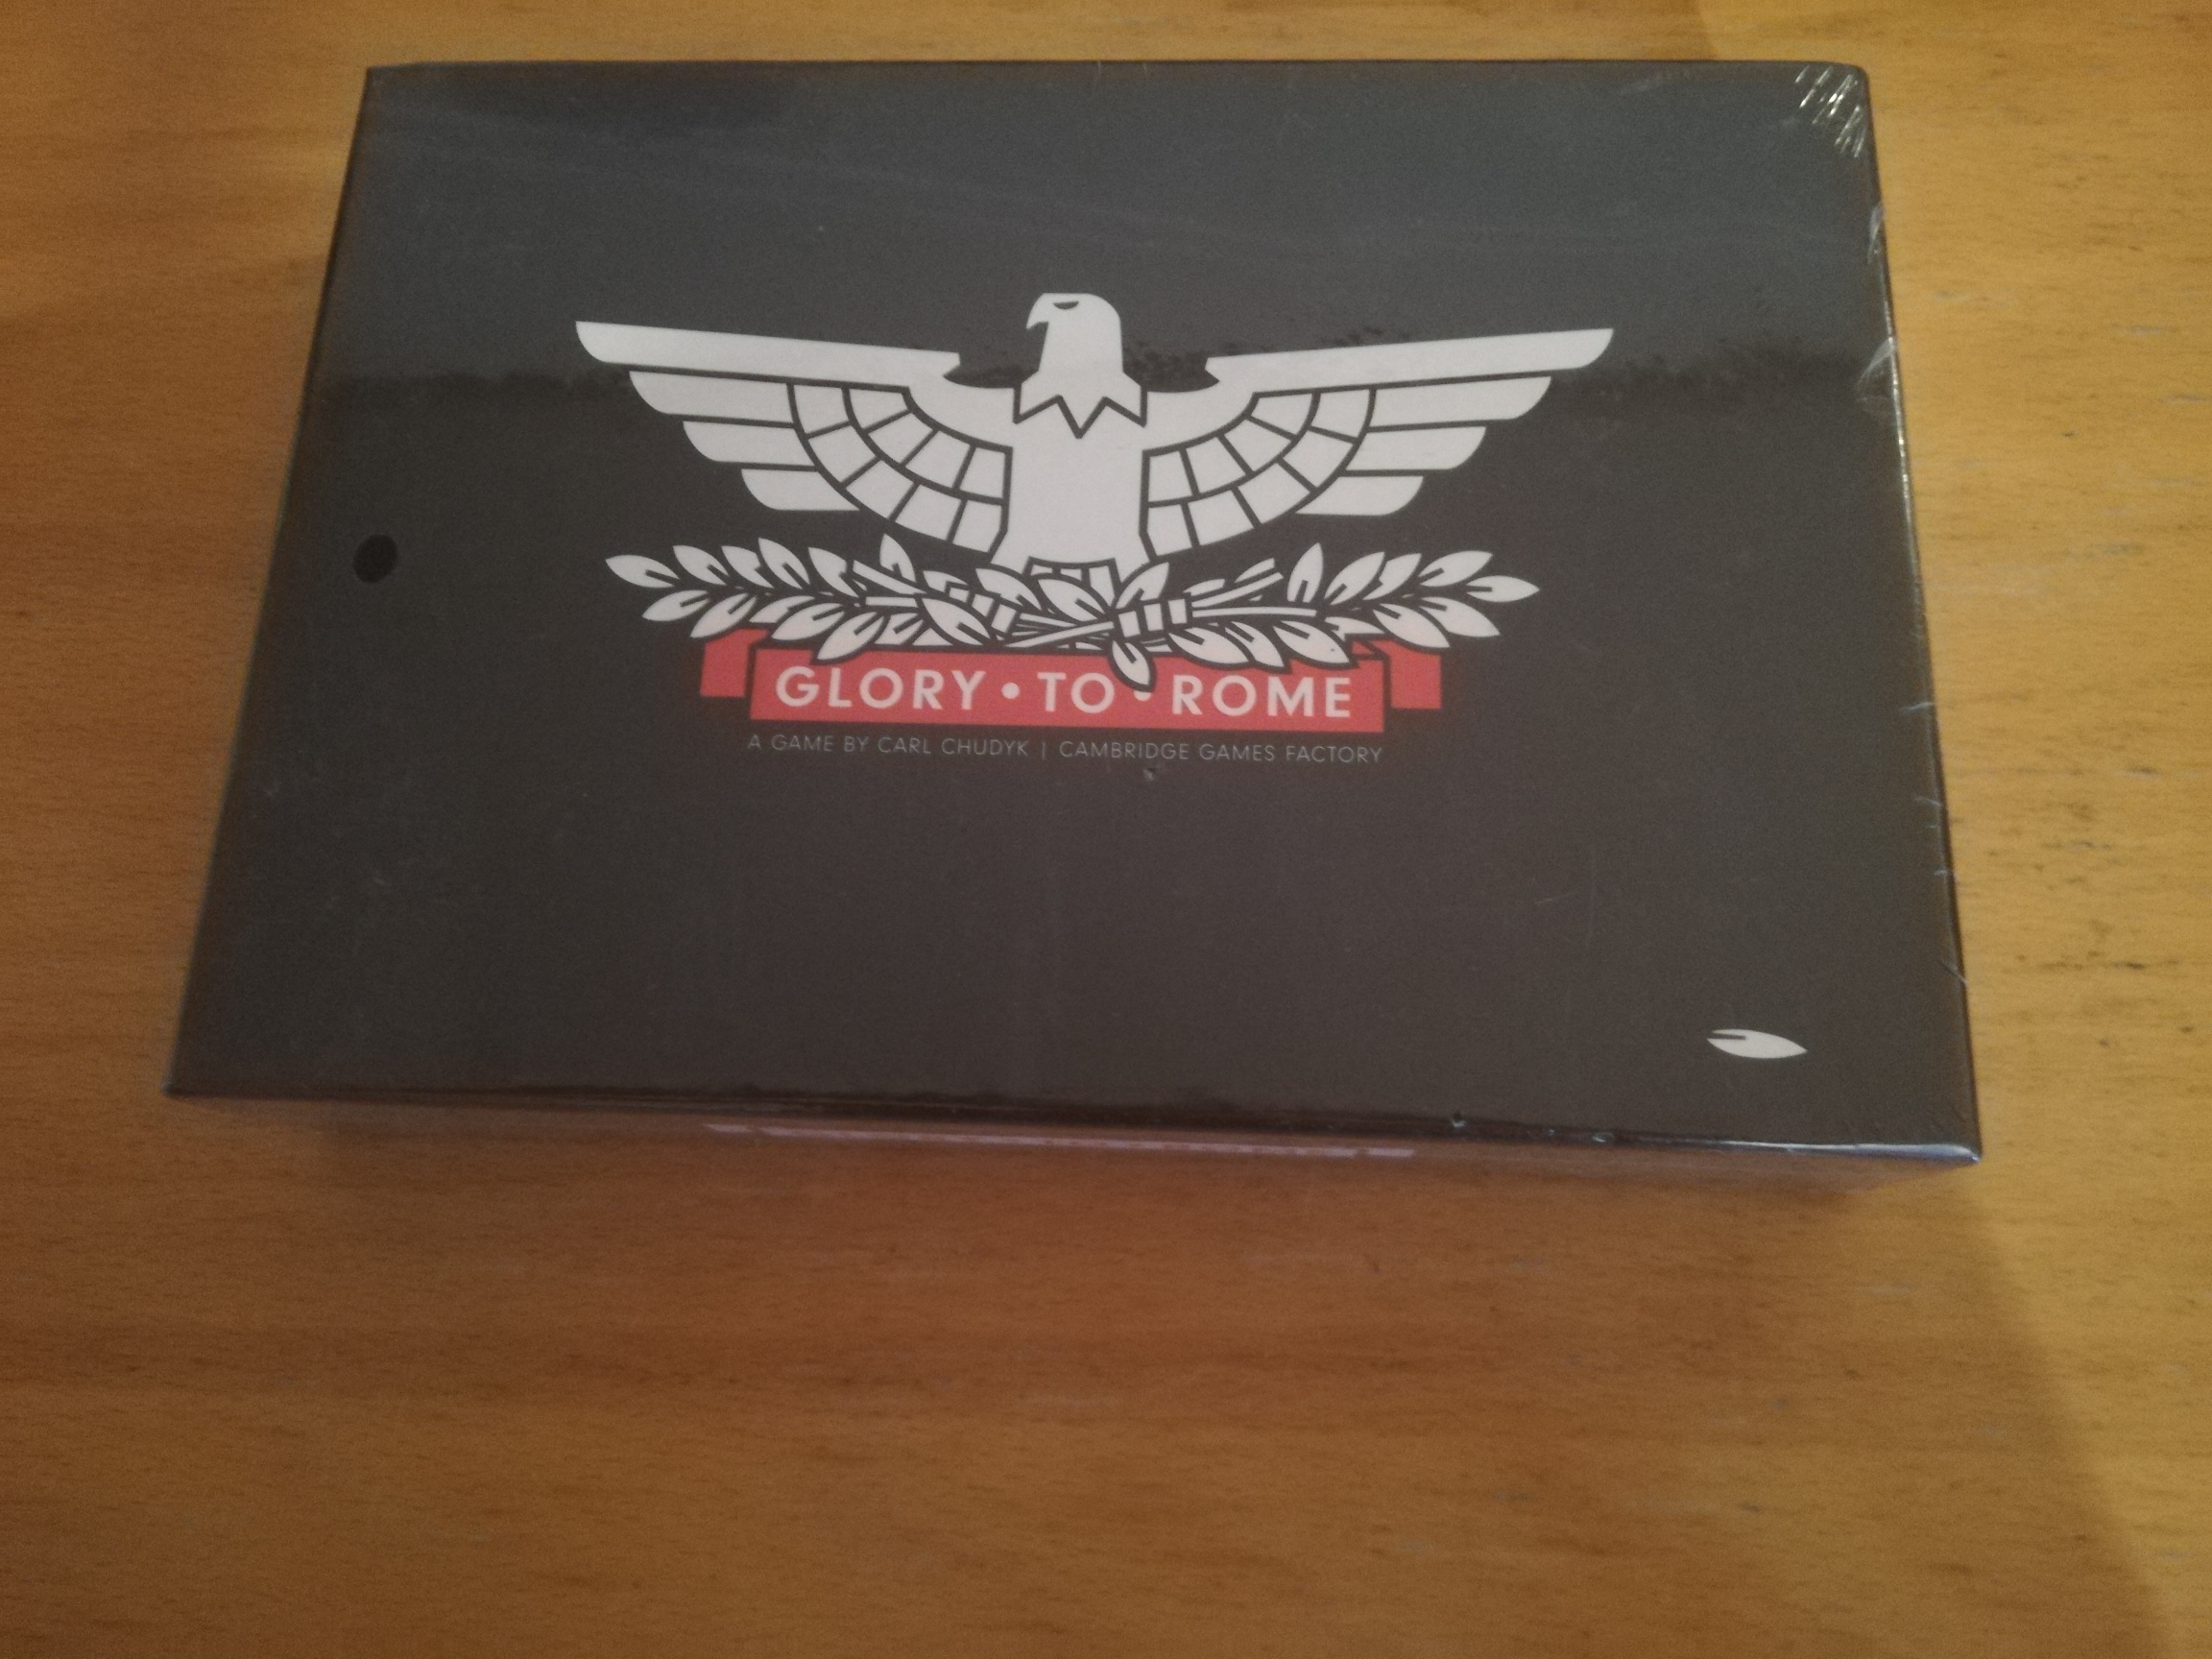 GLORY • TO • ROME
A GAME BY CARL CHUDYK | CAMBRIDGE GAMES FACTORY